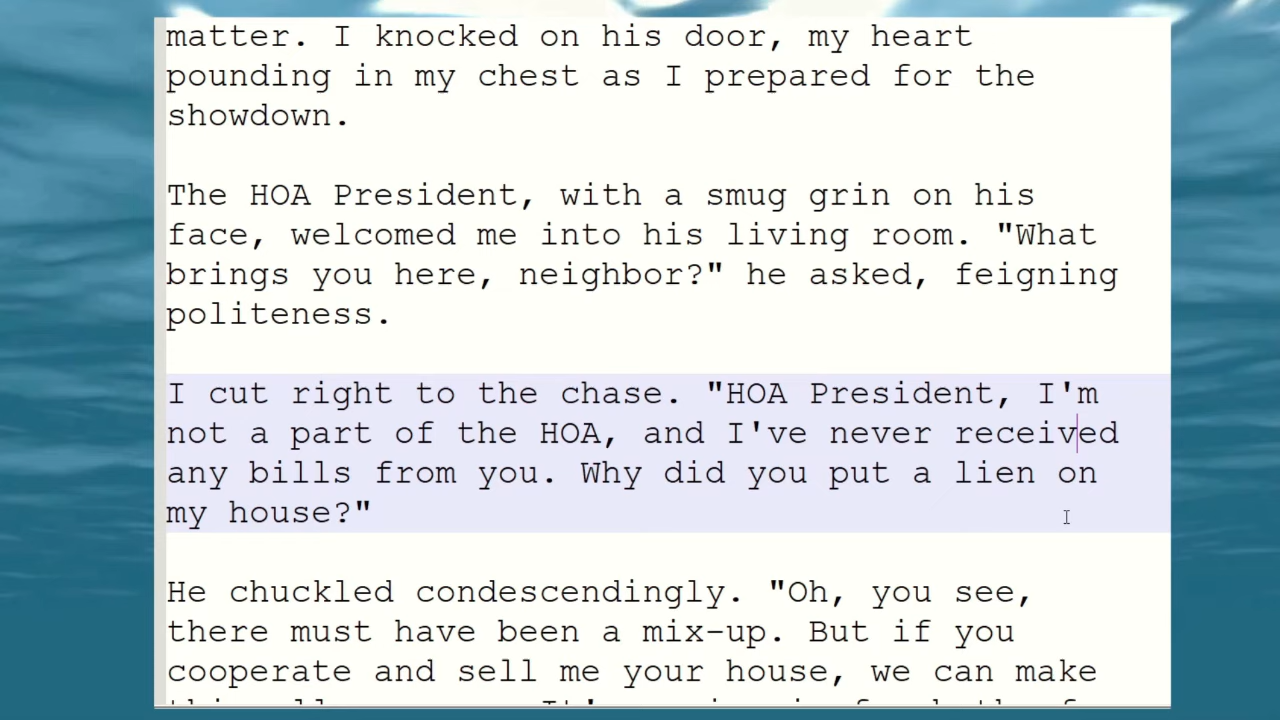 matter. I knocked on his door, my heart
pounding in my chest as I prepared for the
showdown.
The HOA President, with a smug grin on his
face, welcomed me into his living room. "What
brings you here, neighbor?" he asked, feigning
politeness.
I cut right to the chase. "HOA President, I'm
not a part of the HOA, and I've never received
any bills from you. Why did you put a lien on
my house?"
He chuckled condescendingly. "Oh, you see,
there must have been a mix-up. But if you
cooperate and sell me your house, we can make